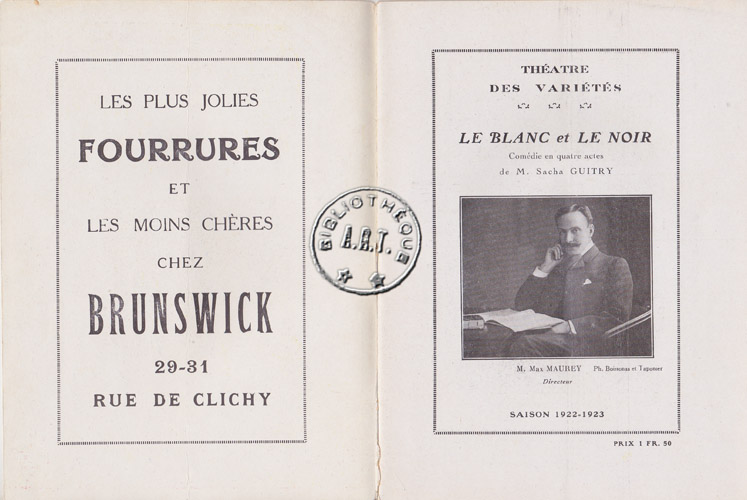 LES PLUS JOLIES
FOURRURES
ET
LES MOINS CHÈRES
CHEZ
BRUNSWICK
29-31
RUE DE CLICHY
BIBLIOTHÈQUE
A.R.T.
THÉATRE
DES VARIÉTÉS
LE BLANC et LE NOIR
Comédie en quatre actes
de M. Sacha GUITRY
M. Max MAUREY Ph. Boissonas et Taponier
Directeur
SAISON 1922-1923
PRIX 1 FR. 50